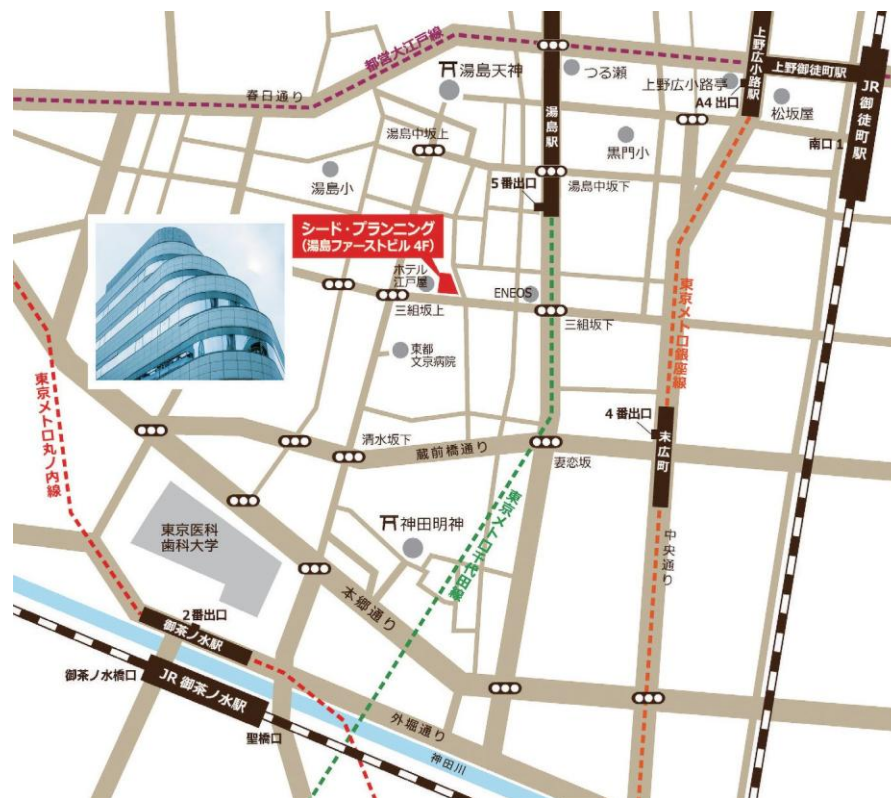 都営大江戸線
春日通り
湯島天神
つる瀬
上野広小路亭
A4 出口
上野広小路駅
上野御徒町駅
JR
御徒町駅
松坂屋
南口 1
湯島駅
黒門小
湯島中坂上
湯島小
5 番出口
湯島中坂下
シード・プランニング
(湯島ファーストビル 4F)
ホテル
江戸屋
ENEOS
三組坂上
三組坂下
東都
文京病院
東京メトロ銀座線
東京メトロ丸ノ内線
4 番出口
末広町
清水坂下
蔵前橋通り
妻恋坂
東京メトロ千代田線
神田明神
中央通り
東京医科
歯科大学
本郷通り
2 番出口
御茶ノ水駅
御茶ノ水橋口
JR 御茶ノ水駅
聖橋口
外堀通り
神田川